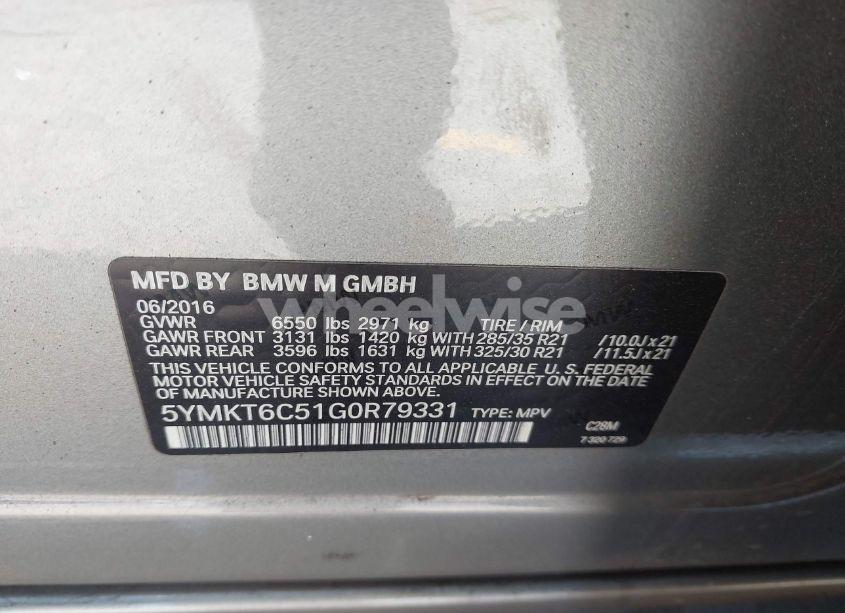 MFD BY BMW M GMBH
06/2016
GVWR 6550 lbs 2971 kg TIRE / RIM
GAWR FRONT 3131 lbs 1420 kg WITH 285/35 R21 / 10.0J x 21
GAWR REAR 3596 lbs 1631 kg WITH 325/30 R21 / 11.5J x 21
THIS VEHICLE CONFORMS TO ALL APPLICABLE U. S. FEDERAL
MOTOR VEHICLE SAFETY STANDARDS IN EFFECT ON THE DATE
OF MANUFACTURE SHOWN ABOVE.
5YMKT6C51G0R79331 TYPE: MPV
C28M
7 320 729
wheelwise